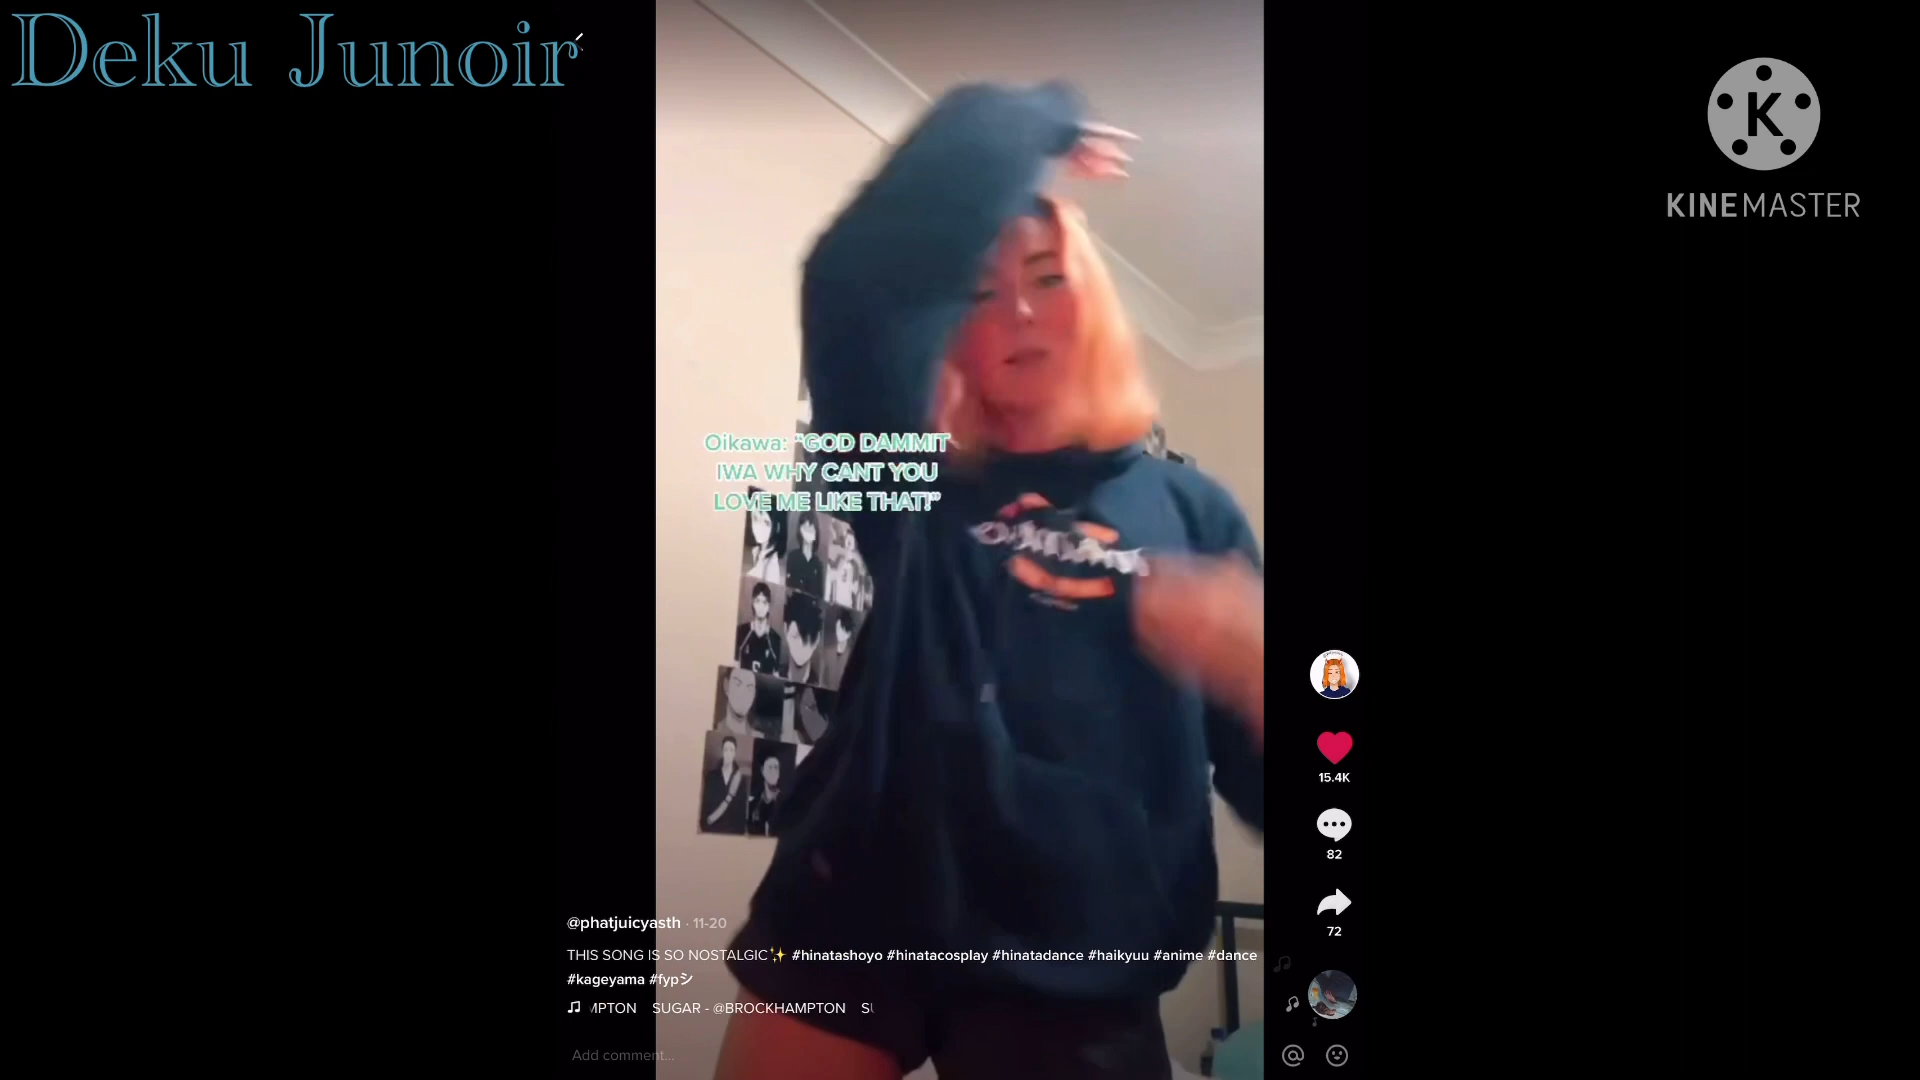 Deku Junoir
KINEMASTER
Oikawa: "GOD DAMMIT
IWA WHY CANT YOU
LOVE ME LIKE THAT!"
15.4K
82
72
@phatjuicyasth · 11-20
THIS SONG IS SO NOSTALGIC✨ #hinatashoyo #hinatacosplay #hinatadance #haikyuu #anime #dance
#kageyama #fypシ
MPTON SUGAR - @BROCKHAMPTON SU
Add comment...